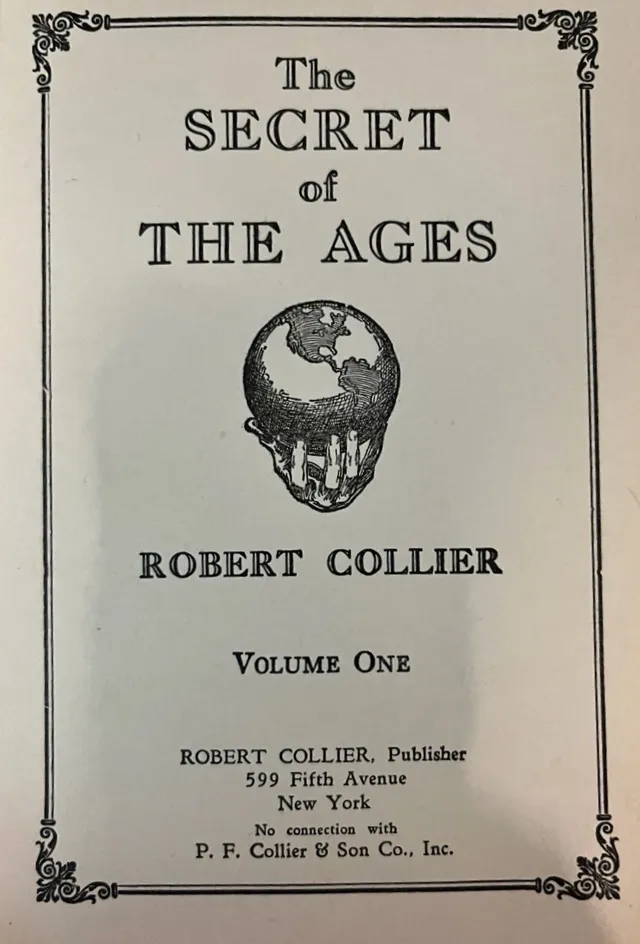 The
SECRET
of
THE AGES
ROBERT COLLIER
VOLUME ONE
ROBERT COLLIER, Publisher
599 Fifth Avenue
New York
No connection with
P. F. Collier & Son Co., Inc.